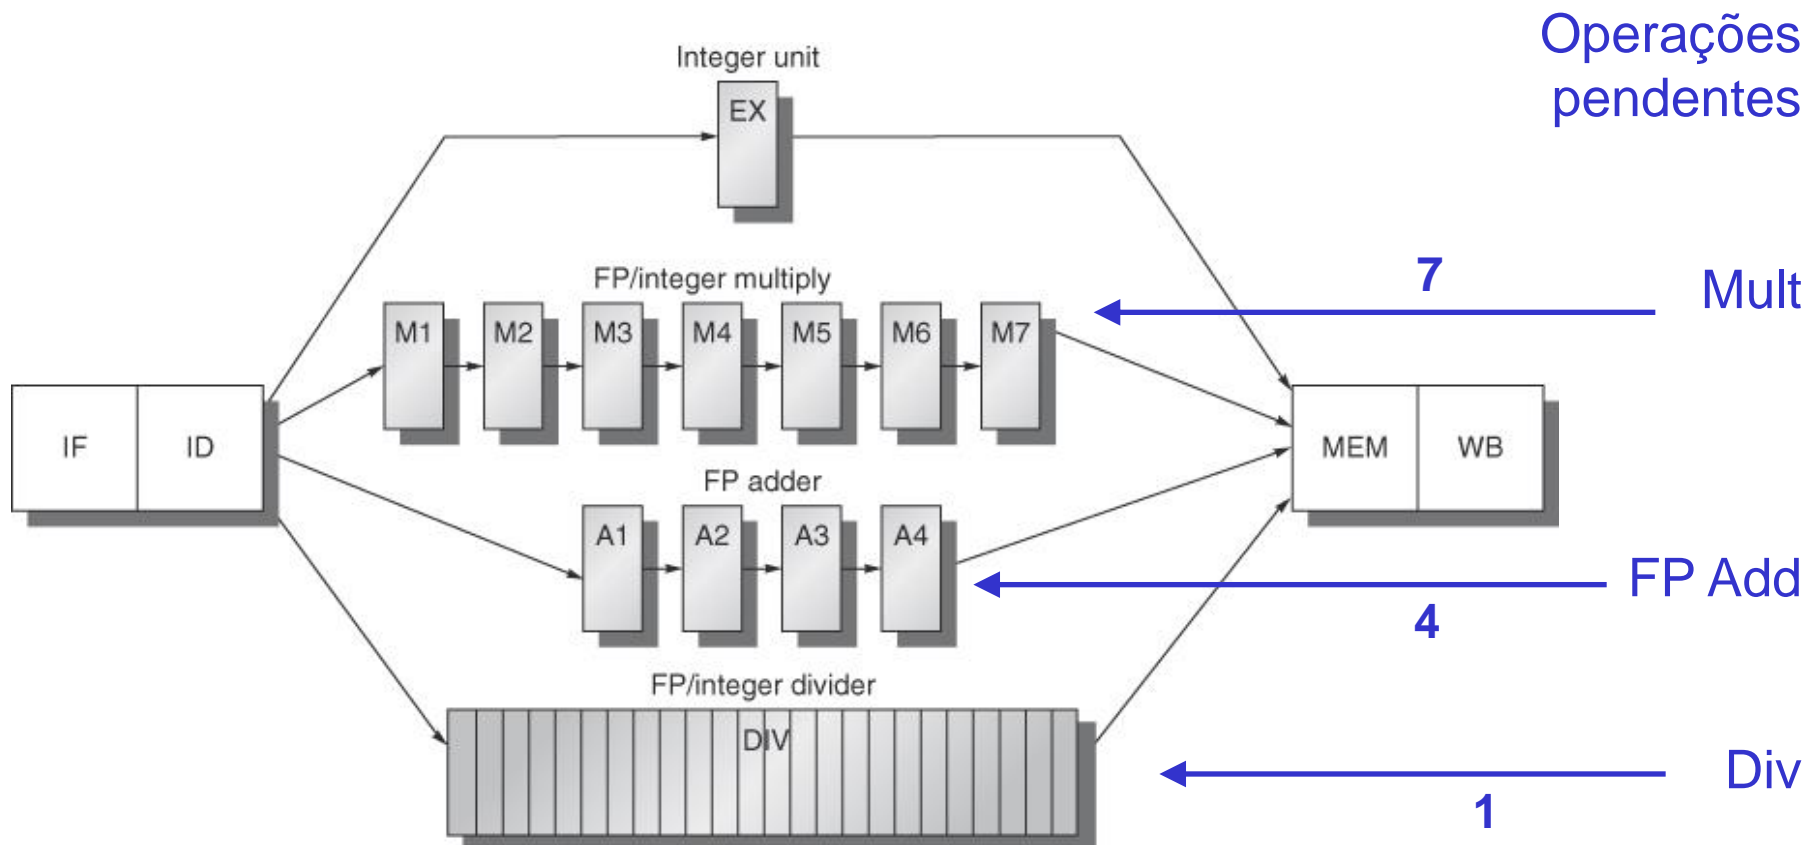 Operações
pendentes
Integer unit
EX
FP/integer multiply
7
Mult
M1 M2 M3 M4 M5 M6 M7
IF ID
MEM WB
FP adder
A1 A2 A3 A4
FP Add
4
FP/integer divider
DIV
Div
1